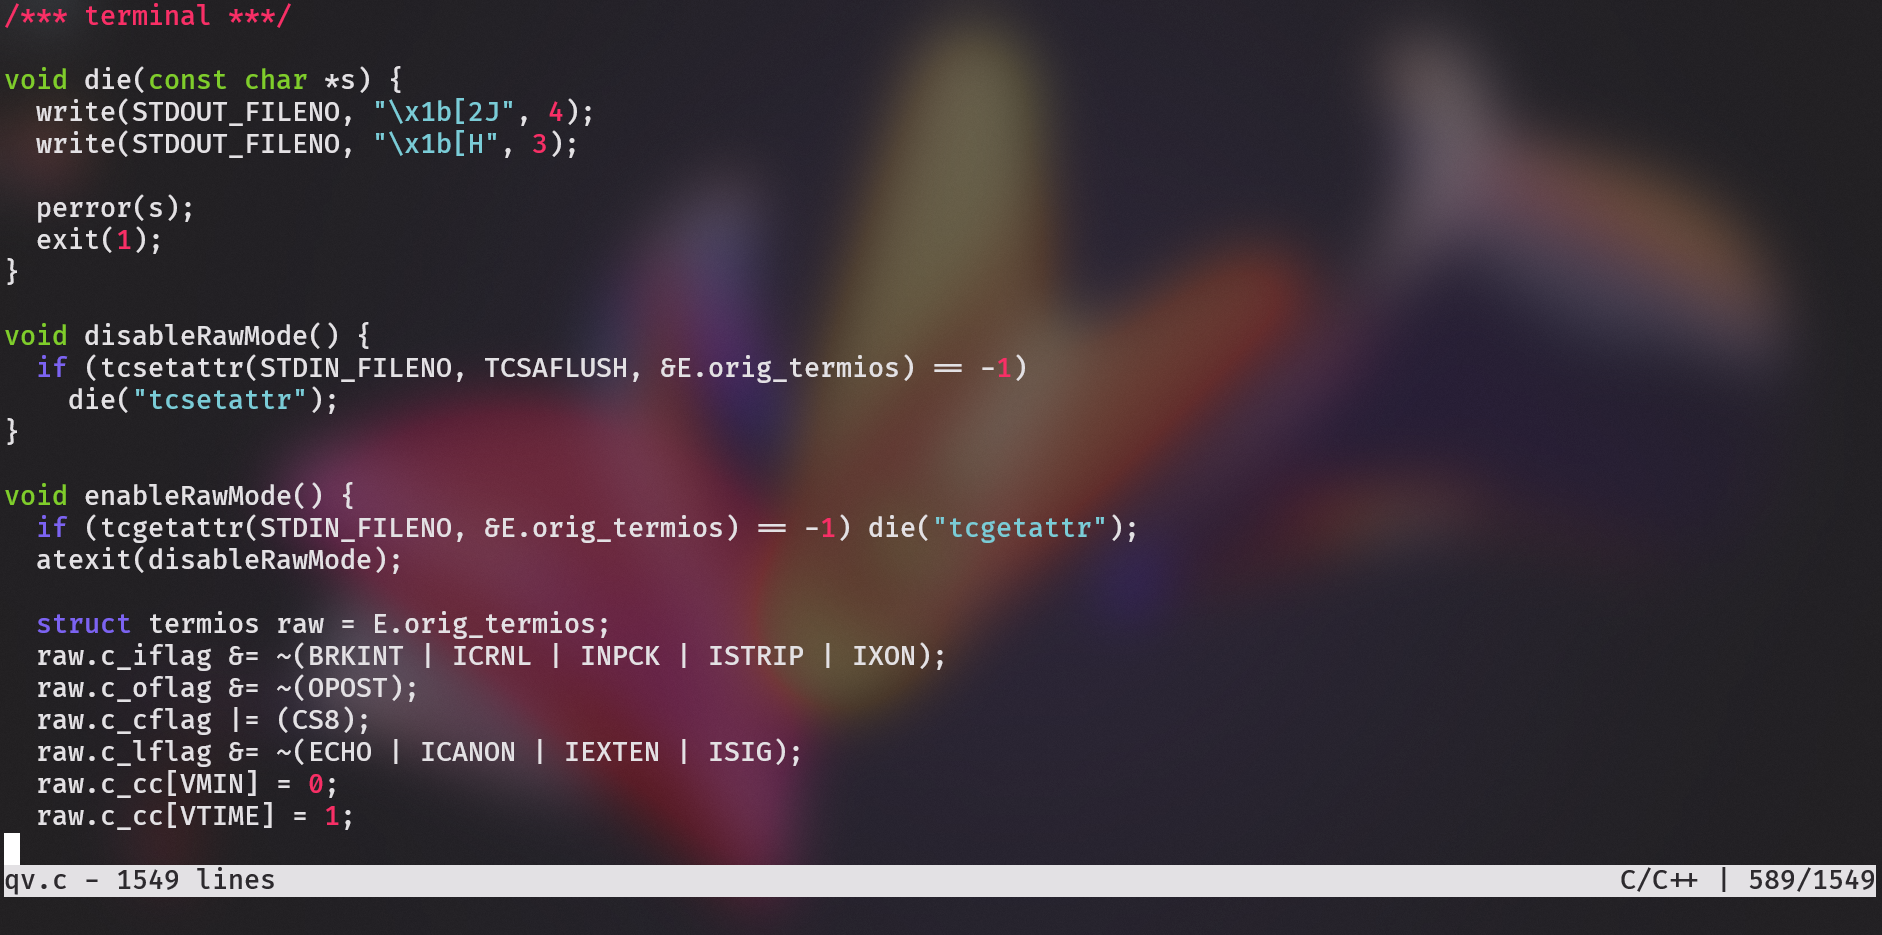 /*** terminal ***/

void die(const char *s) {
  write(STDOUT_FILENO, "\x1b[2J", 4);
  write(STDOUT_FILENO, "\x1b[H", 3);

  perror(s);
  exit(1);
}

void disableRawMode() {
  if (tcsetattr(STDIN_FILENO, TCSAFLUSH, &E.orig_termios) == -1)
    die("tcsetattr");
}

void enableRawMode() {
  if (tcgetattr(STDIN_FILENO, &E.orig_termios) == -1) die("tcgetattr");
  atexit(disableRawMode);

  struct termios raw = E.orig_termios;
  raw.c_iflag &= ~(BRKINT | ICRNL | INPCK | ISTRIP | IXON);
  raw.c_oflag &= ~(OPOST);
  raw.c_cflag |= (CS8);
  raw.c_lflag &= ~(ECHO | ICANON | IEXTEN | ISIG);
  raw.c_cc[VMIN] = 0;
  raw.c_cc[VTIME] = 1;

qv.c - 1549 lines C/C++ | 589/1549